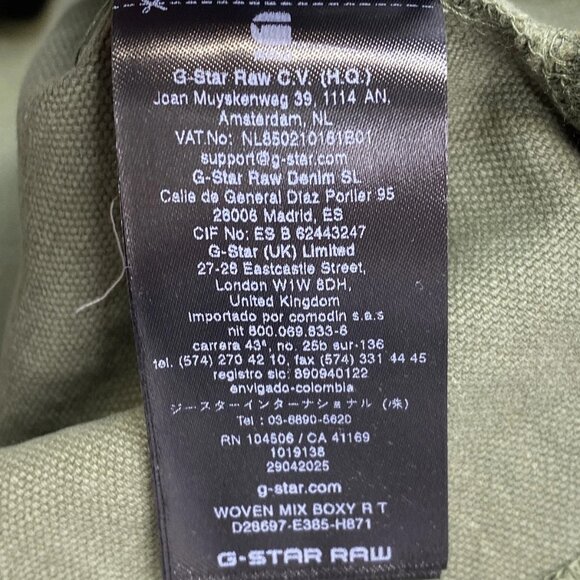 G-Star Raw C.V. (H.Q.)
Joan Muyskenweg 39, 1114 AN.
Amsterdam, NL
VAT.No: NL850210161B01
support@g-star.com
G-Star Raw Denim SL
Calle de General Diaz Porlier 95
28006 Madrid, ES
CIF No: ES B 62443247
G-Star (UK) Limited
27-28 Eastcastle Street,
London W1W 8DH,
United Kingdom
importado por comodin s.a.s
nit 800.069.933-6
carrera 43ª, no. 25b sur-136
tel. (574) 270 42 10, fax (574) 331 44 45
registro sic: 890940122
envigado-colombia
ジースターインターナショナル (株)
Tel : 03-6890-5620
RN 104506 / CA 41169
1019136
29042025
g-star.com
WOVEN MIX BOXY R T
D28697-E385-H871
G-STAR RAW